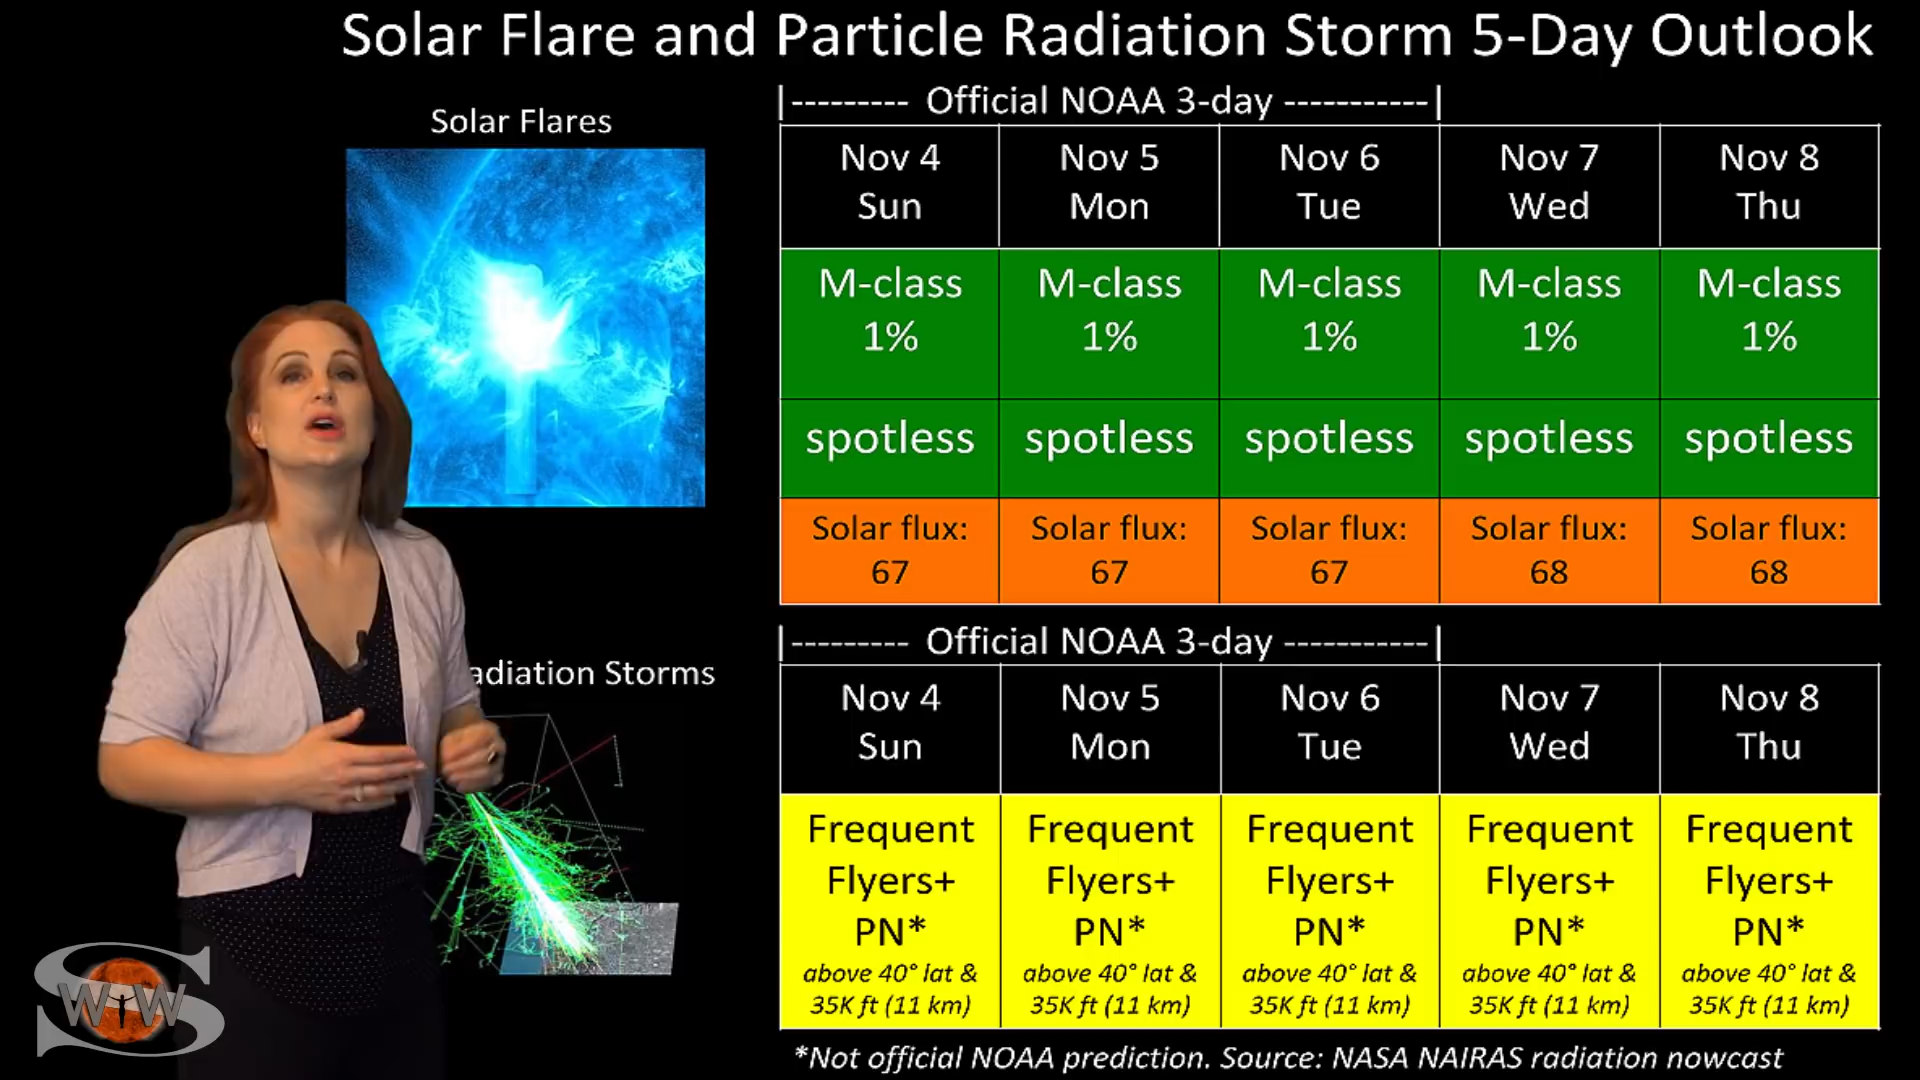 Solar Flare and Particle Radiation Storm 5-Day Outlook
Solar Flares
|--------- Official NOAA 3-day -----------|
Nov 4 Nov 5 Nov 6 Nov 7 Nov 8
Sun Mon Tue Wed Thu
M-class M-class M-class M-class M-class
1% 1% 1% 1% 1%
spotless spotless spotless spotless spotless
Solar flux: Solar flux: Solar flux: Solar flux: Solar flux:
67 67 67 68 68
adiation Storms
|--------- Official NOAA 3-day -----------|
Nov 4 Nov 5 Nov 6 Nov 7 Nov 8
Sun Mon Tue Wed Thu
Frequent Frequent Frequent Frequent Frequent
Flyers+ Flyers+ Flyers+ Flyers+ Flyers+
PN* PN* PN* PN* PN*
above 40° lat & above 40° lat & above 40° lat & above 40° lat & above 40° lat &
35K ft (11 km) 35K ft (11 km) 35K ft (11 km) 35K ft (11 km) 35K ft (11 km)
*Not official NOAA prediction. Source: NASA NAIRAS radiation nowcast
S
WTW